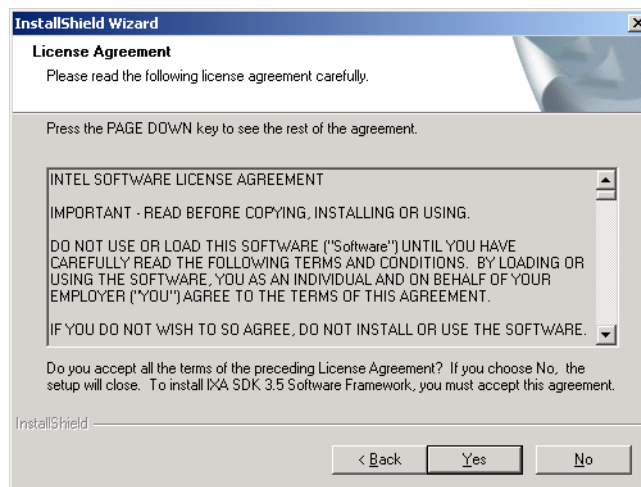 InstallShield Wizard
License Agreement
Please read the following license agreement carefully.
Press the PAGE DOWN key to see the rest of the agreement.
INTEL SOFTWARE LICENSE AGREEMENT
IMPORTANT - READ BEFORE COPYING, INSTALLING OR USING.
DO NOT USE OR LOAD THIS SOFTWARE ("Software") UNTIL YOU HAVE
CAREFULLY READ THE FOLLOWING TERMS AND CONDITIONS.  BY LOADING OR
USING THE SOFTWARE, YOU AS AN INDIVIDUAL AND ON BEHALF OF YOUR
EMPLOYER ("YOU") AGREE TO THE TERMS OF THIS AGREEMENT.
IF YOU DO NOT WISH TO SO AGREE, DO NOT INSTALL OR USE THE SOFTWARE.
Do you accept all the terms of the preceding License Agreement?  If you choose No,  the
setup will close.  To install IXA SDK 3.5 Software Framework, you must accept this agreement.
InstallShield
< Back Yes No